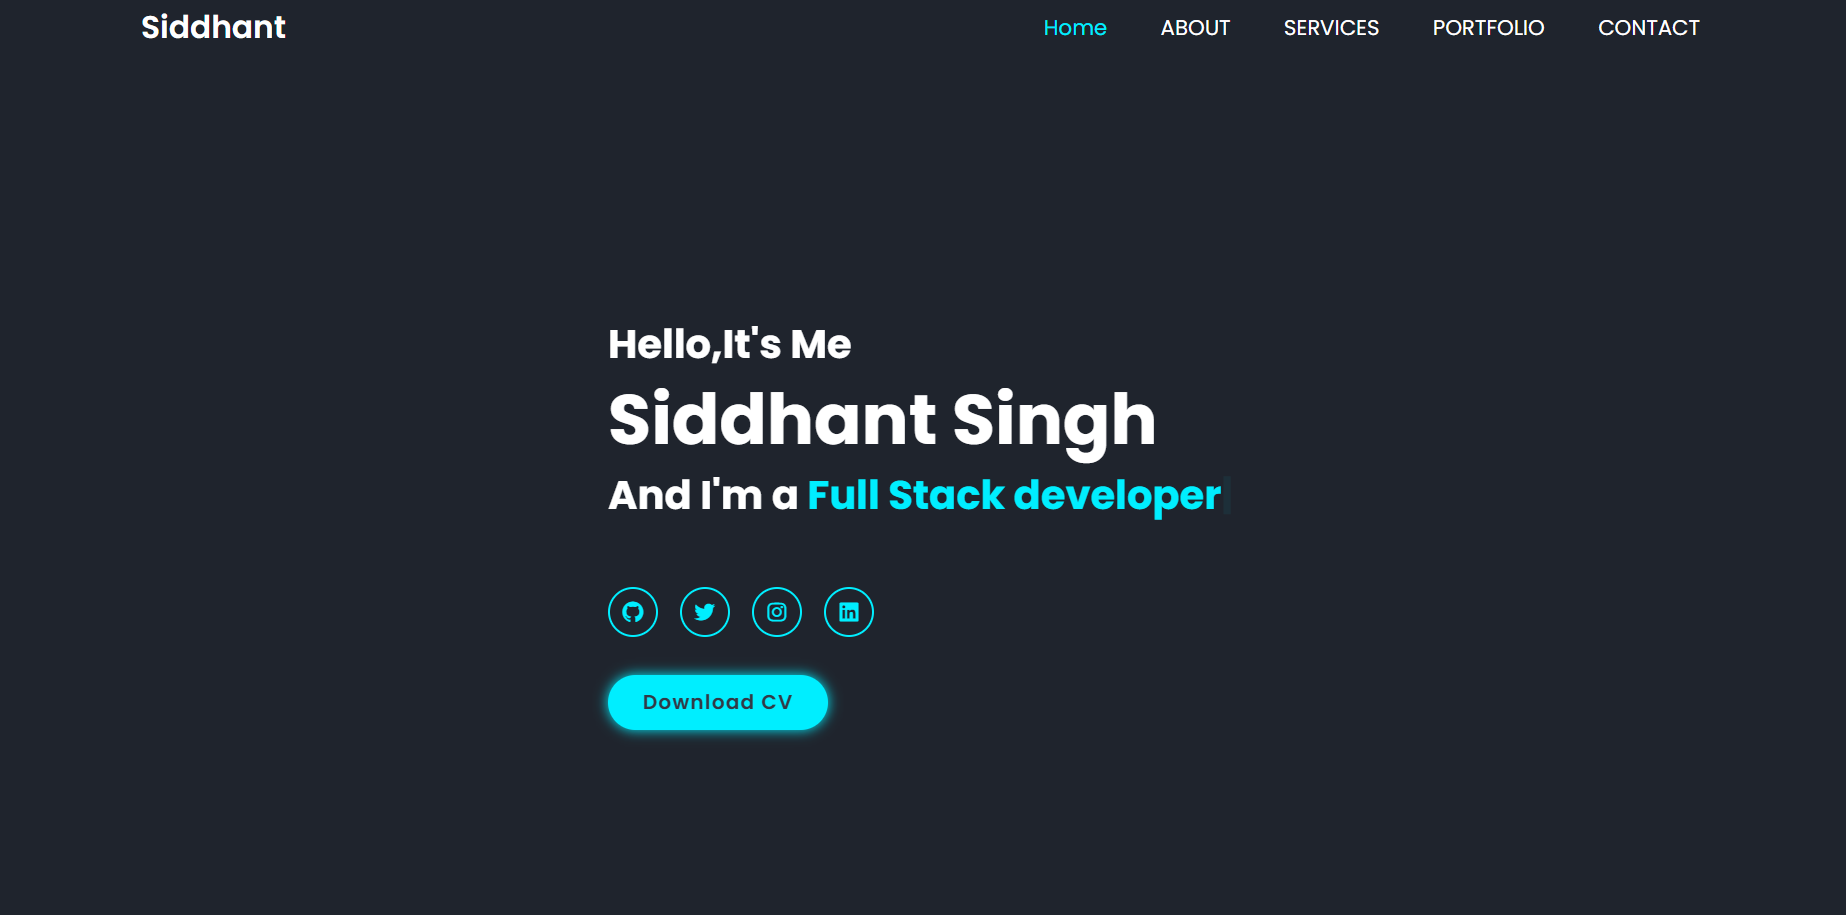 Siddhant
Home ABOUT SERVICES PORTFOLIO CONTACT
Hello,It's Me
Siddhant Singh
And I'm a Full Stack developer
Download CV